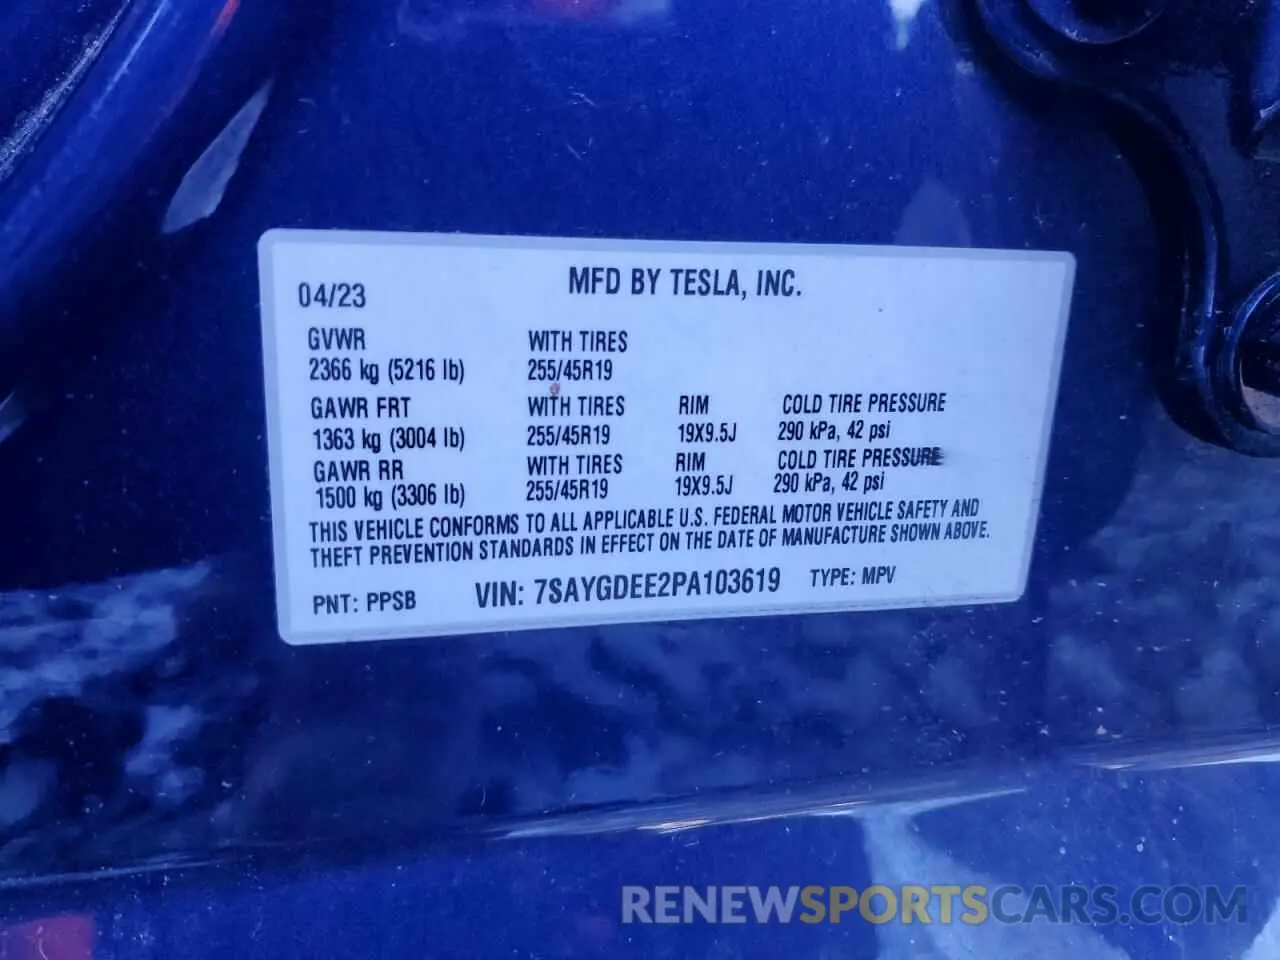 MFD BY TESLA, INC.
04/23
GVWR WITH TIRES
2366 kg (5216 lb) 255/45R19
GAWR FRT WITH TIRES RIM COLD TIRE PRESSURE
1363 kg (3004 lb) 255/45R19 19X9.5J 290 kPa, 42 psi
GAWR RR WITH TIRES RIM COLD TIRE PRESSURE
1500 kg (3306 lb) 255/45R19 19X9.5J 290 kPa, 42 psi
THIS VEHICLE CONFORMS TO ALL APPLICABLE U.S. FEDERAL MOTOR VEHICLE SAFETY AND
THEFT PREVENTION STANDARDS IN EFFECT ON THE DATE OF MANUFACTURE SHOWN ABOVE.
PNT: PPSB VIN: 7SAYGDEE2PA103619 TYPE: MPV
RENEWSPORTSCARS.COM